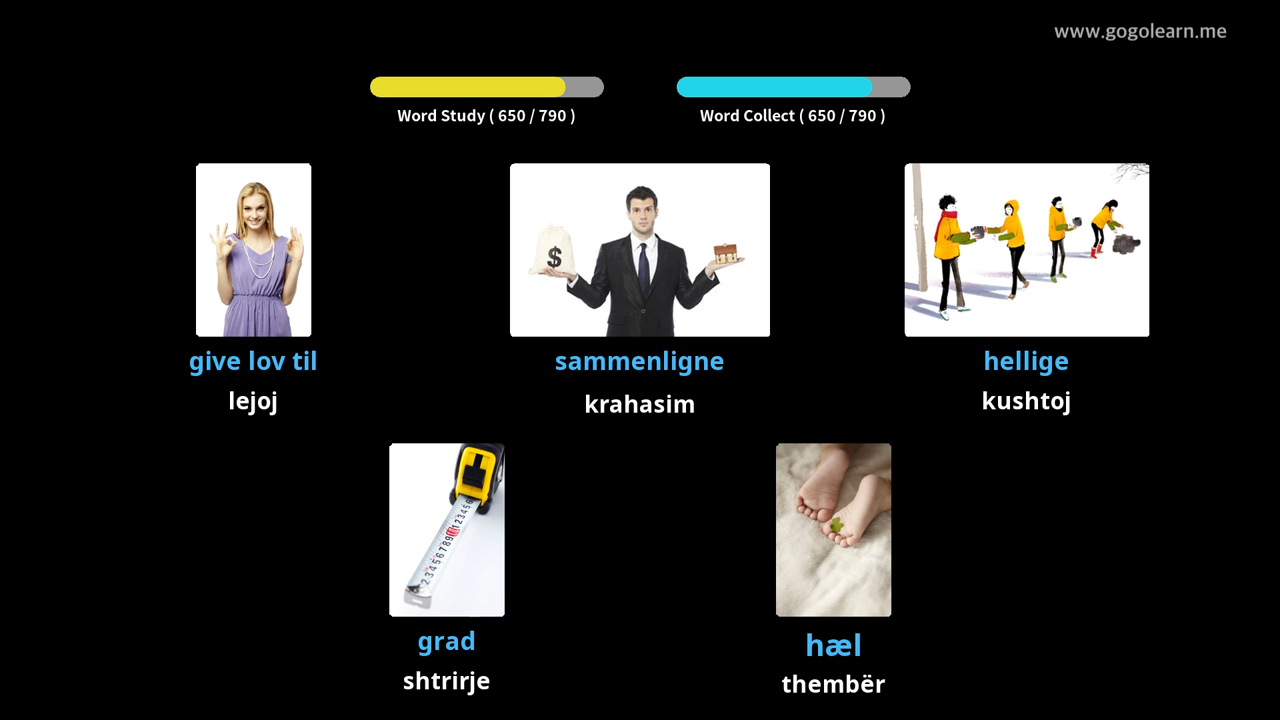 www.gogolearn.me
Word Study ( 650 / 790 )
Word Collect ( 650 / 790 )
give lov til
lejoj
sammenligne
krahasim
hellige
kushtoj
grad
shtrirje
hæl
thembër